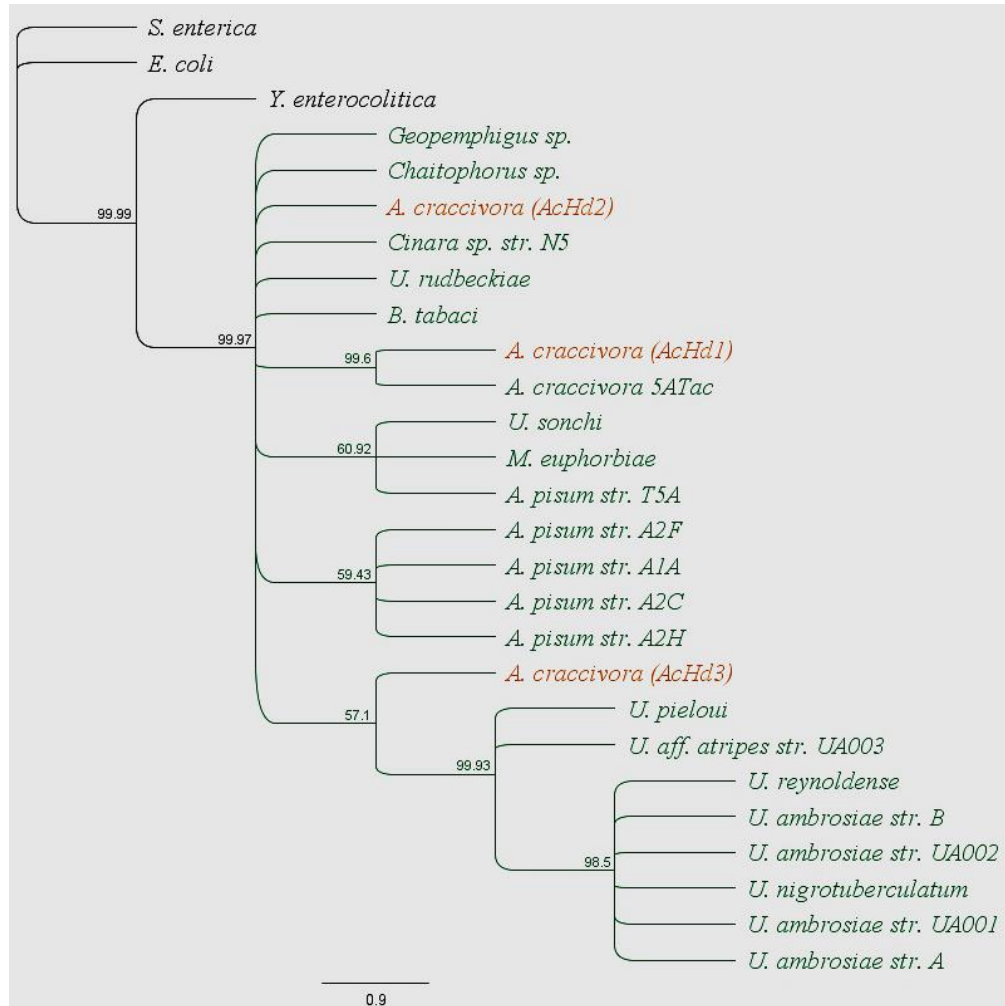 S. enterica
E. coli
Y. enterocolitica
Geopemphigus sp.
Chaitophorus sp.
99.99
A. craccivora (AcHd2)
Cinara sp. str. N5
U. rudbeckiae
B. tabaci
99.97
A. craccivora (AcHd1)
99.6
A. craccivora 5ATac
U. sonchi
60.92
M. euphorbiae
A. pisum str. T5A
A. pisum str. A2F
A. pisum str. A1A
59.43
A. pisum str. A2C
A. pisum str. A2H
A. craccivora (AcHd3)
57.1
U. pieloui
U. aff. atripes str. UA003
99.93
U. reynoldense
U. ambrosiae str. B
U. ambrosiae str. UA002
98.5
U. nigrotuberculatum
U. ambrosiae str. UA001
U. ambrosiae str. A
0.9